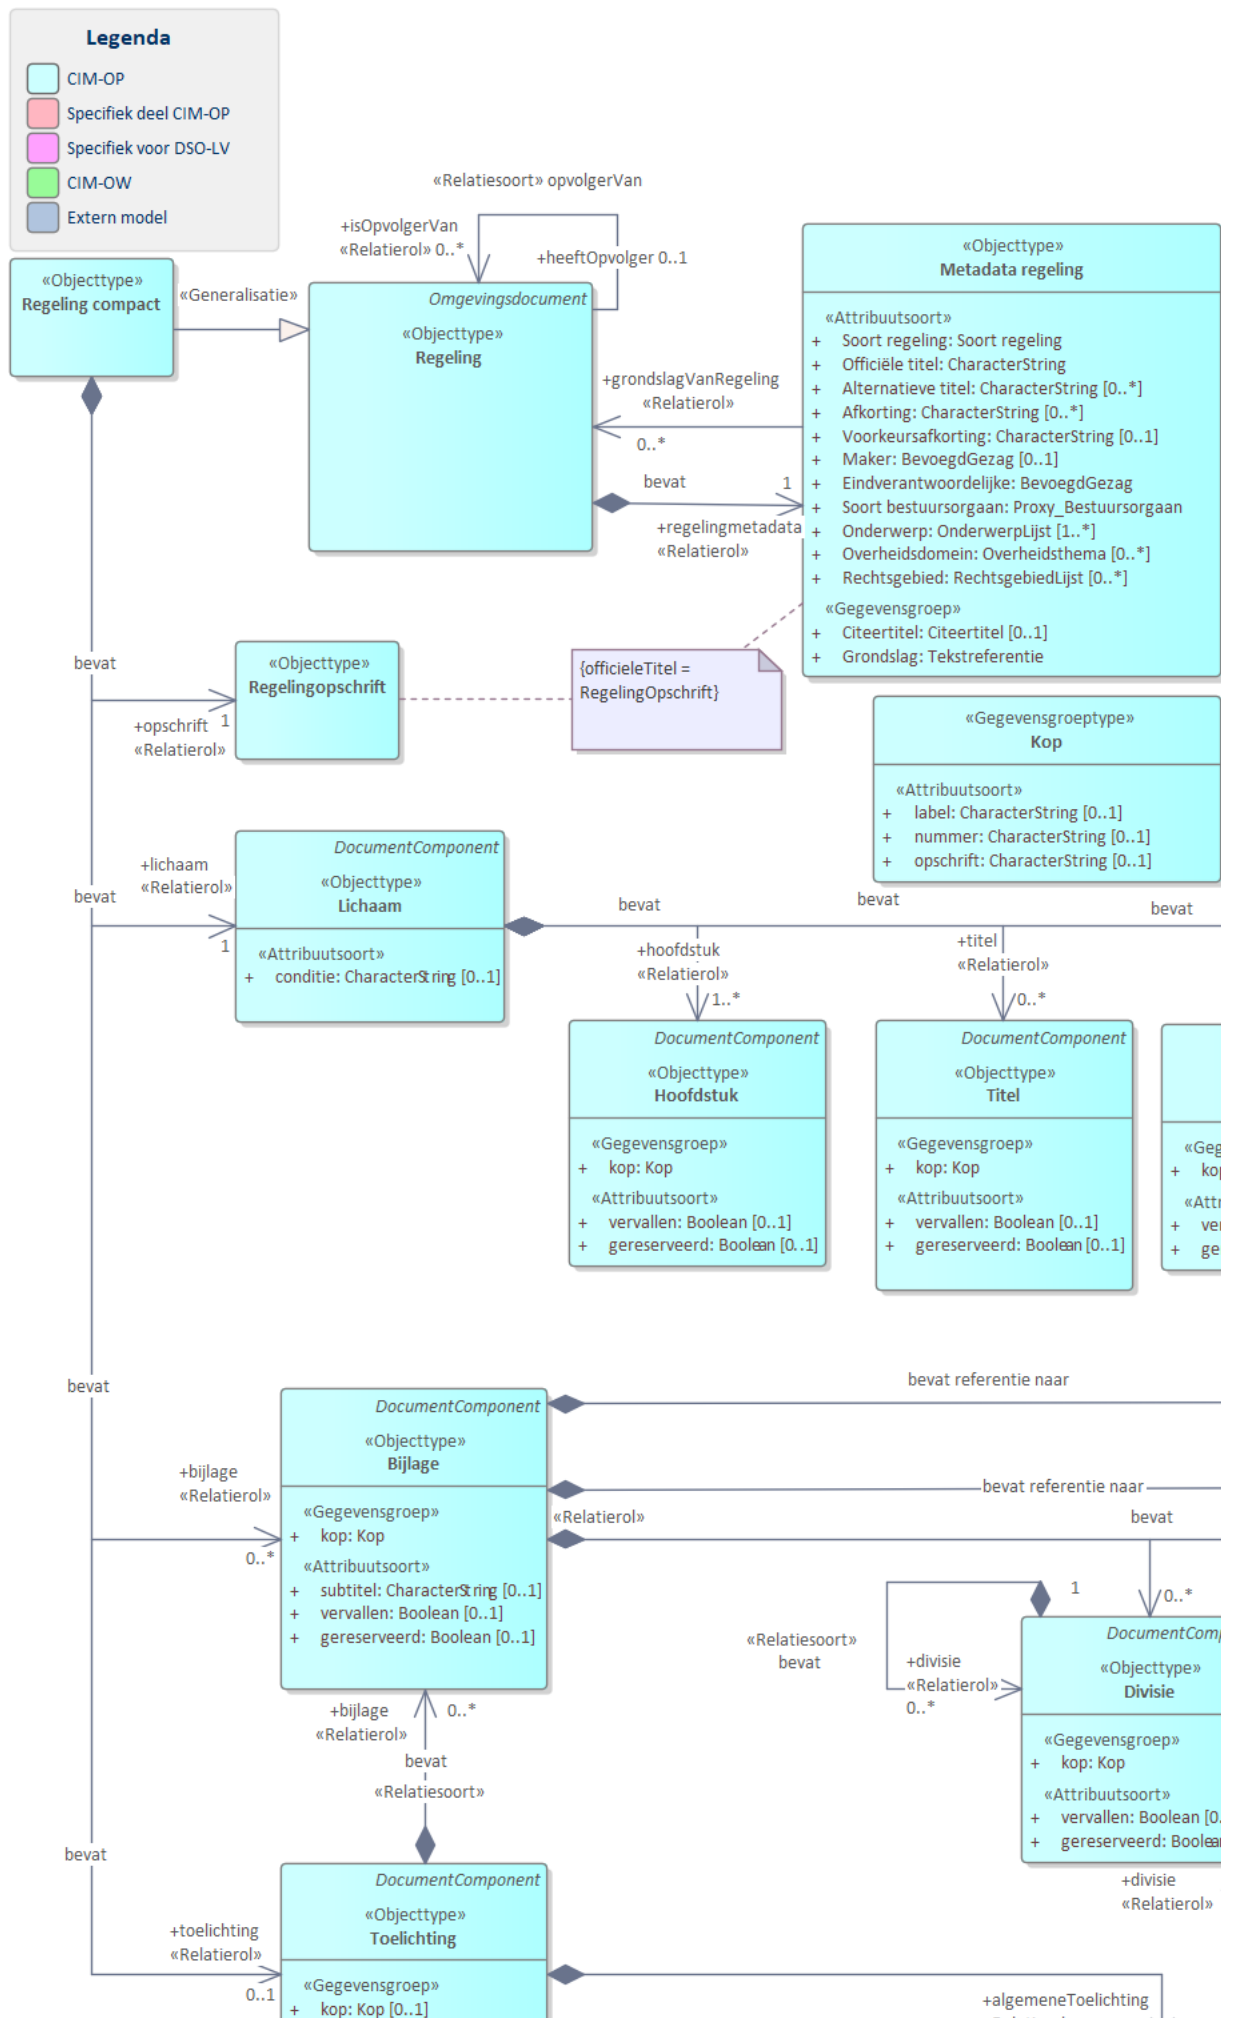 Legenda
CIM-OP
Specifiek deel CIM-OP
Specifiek voor DSO-LV
CIM-OW
Extern model
«Relatiesoort» opvolgerVan
+isOpvolgerVan
«Relatierol» 0..*
+heeftOpvolger 0..1
«Objecttype»
Regeling compact
«Generalisatie»
Omgevingsdocument
«Objecttype»
Regeling
+grondslagVanRegeling
«Relatierol»
0..*
bevat
1
+regelingmetadata
«Relatierol»
«Objecttype»
Metadata regeling
«Attribuutsoort»
+ Soort regeling: Soort regeling
+ Officiële titel: CharacterString
+ Alternatieve titel: CharacterString [0..*]
+ Afkorting: CharacterString [0..*]
+ Voorkeursafkorting: CharacterString [0..1]
+ Maker: BevoegdGezag [0..1]
+ Eindverantwoordelijke: BevoegdGezag
+ Soort bestuursorgaan: Proxy_Bestuursorgaan
+ Onderwerp: OnderwerpLijst [1..*]
+ Overheidsdomein: Overheidsthema [0..*]
+ Rechtsgebied: RechtsgebiedLijst [0..*]
«Gegevensgroep»
+ Citeertitel: Citeertitel [0..1]
+ Grondslag: Tekstreferentie
bevat
+opschrift
«Relatierol»
1
«Objecttype»
Regelingopschrift
{officieleTitel =
RegelingOpschrift}
«Gegevensgroeptype»
Kop
«Attribuutsoort»
+ label: CharacterString [0..1]
+ nummer: CharacterString [0..1]
+ opschrift: CharacterString [0..1]
bevat
+lichaam
«Relatierol»
1
DocumentComponent
«Objecttype»
Lichaam
«Attribuutsoort»
+ conditie: CharacterString [0..1]
bevat
bevat
bevat
+hoofdstuk
«Relatierol»
1..*
+titel
«Relatierol»
0..*
DocumentComponent
«Objecttype»
Hoofdstuk
«Gegevensgroep»
+ kop: Kop
«Attribuutsoort»
+ vervallen: Boolean [0..1]
+ gereserveerd: Boolean [0..1]
DocumentComponent
«Objecttype»
Titel
«Gegevensgroep»
+ kop: Kop
«Attribuutsoort»
+ vervallen: Boolean [0..1]
+ gereserveerd: Boolean [0..1]
bevat
+bijlage
«Relatierol»
0..*
DocumentComponent
«Objecttype»
Bijlage
«Gegevensgroep»
+ kop: Kop
«Attribuutsoort»
+ subtitel: CharacterString [0..1]
+ vervallen: Boolean [0..1]
+ gereserveerd: Boolean [0..1]
bevat referentie naar
bevat referentie naar
«Relatierol»
bevat
0..*
1
«Relatiesoort»
bevat
+divisie
«Relatierol»
0..*
«Objecttype»
Divisie
«Gegevensgroep»
+ kop: Kop
«Attribuutsoort»
+ vervallen: Boolean
+ gereserveerd:
+divisie
«Relatierol»
+bijlage
«Relatierol»
0..*
bevat
«Relatiesoort»
bevat
+toelichting
«Relatierol»
0..1
DocumentComponent
«Objecttype»
Toelichting
«Gegevensgroep»
+ kop: Kop [0..1]
+algemeneToelichting